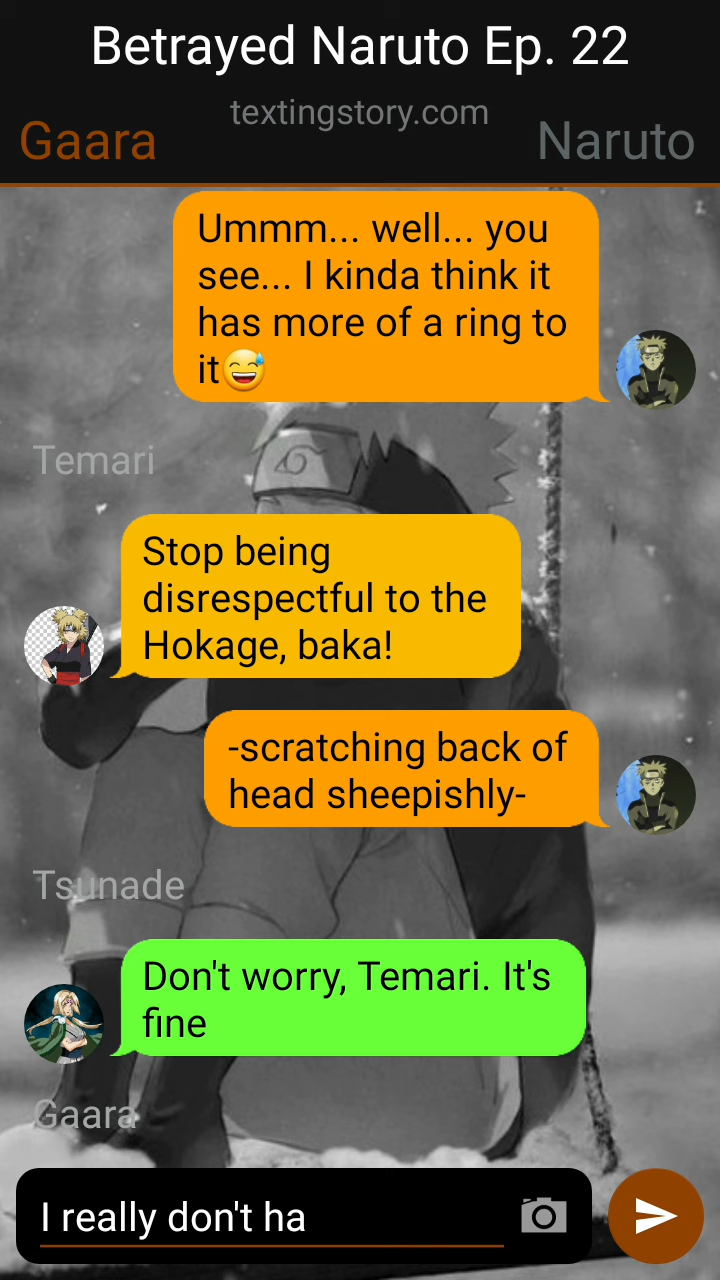 Betrayed Naruto Ep. 22
textingstory.com
Gaara
Naruto
Ummm... well... you
see... I kinda think it
has more of a ring to
it😅
Temari
Stop being
disrespectful to the
Hokage, baka!
-scratching back of
head sheepishly-
Tsunade
Don't worry, Temari. It's
fine
Gaara
I really don't ha